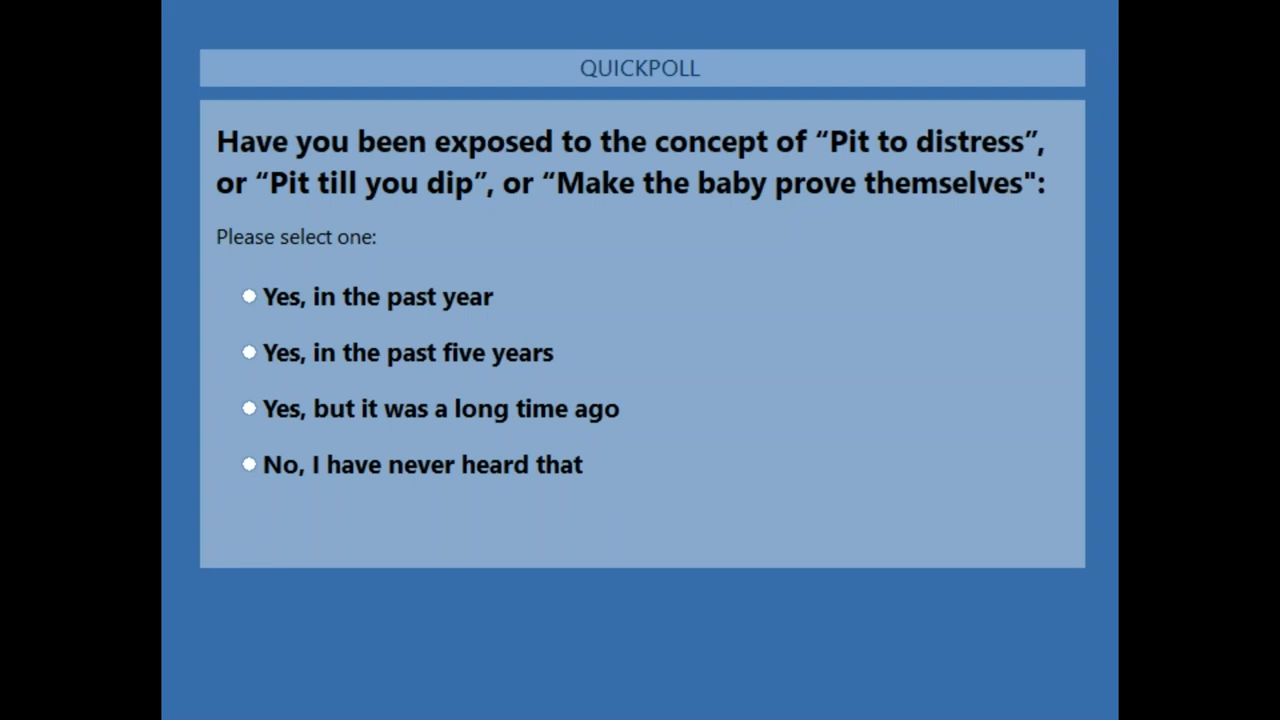 QUICKPOLL
Have you been exposed to the concept of “Pit to distress”,
or “Pit till you dip”, or “Make the baby prove themselves":
Please select one:
Yes, in the past year
Yes, in the past five years
Yes, but it was a long time ago
No, I have never heard that